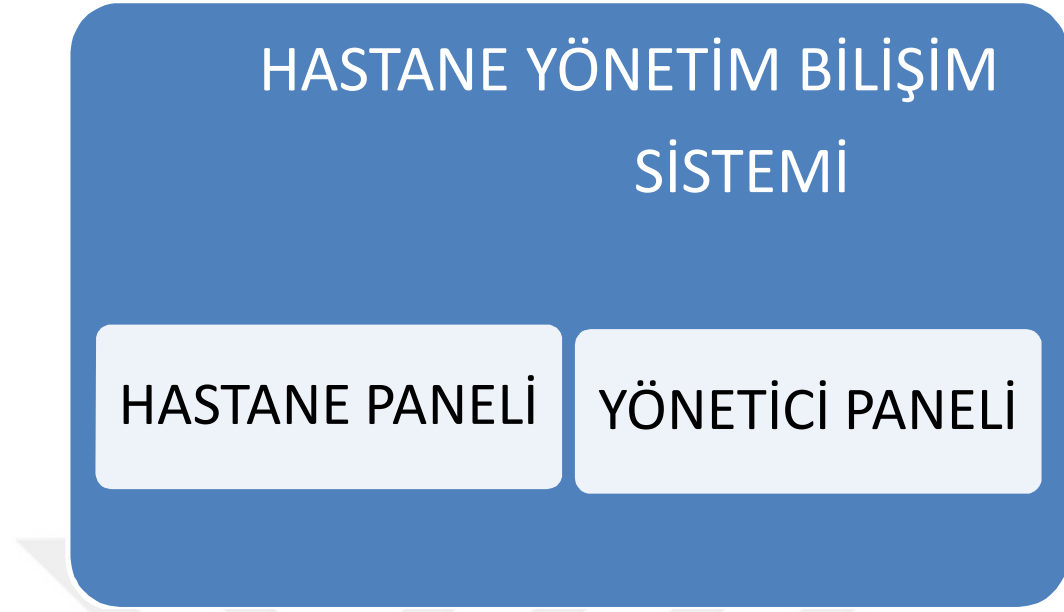 HASTANE YÖNETİM BİLİŞİM
SİSTEMİ
HASTANE PANELİ
YÖNETİCİ PANELİ